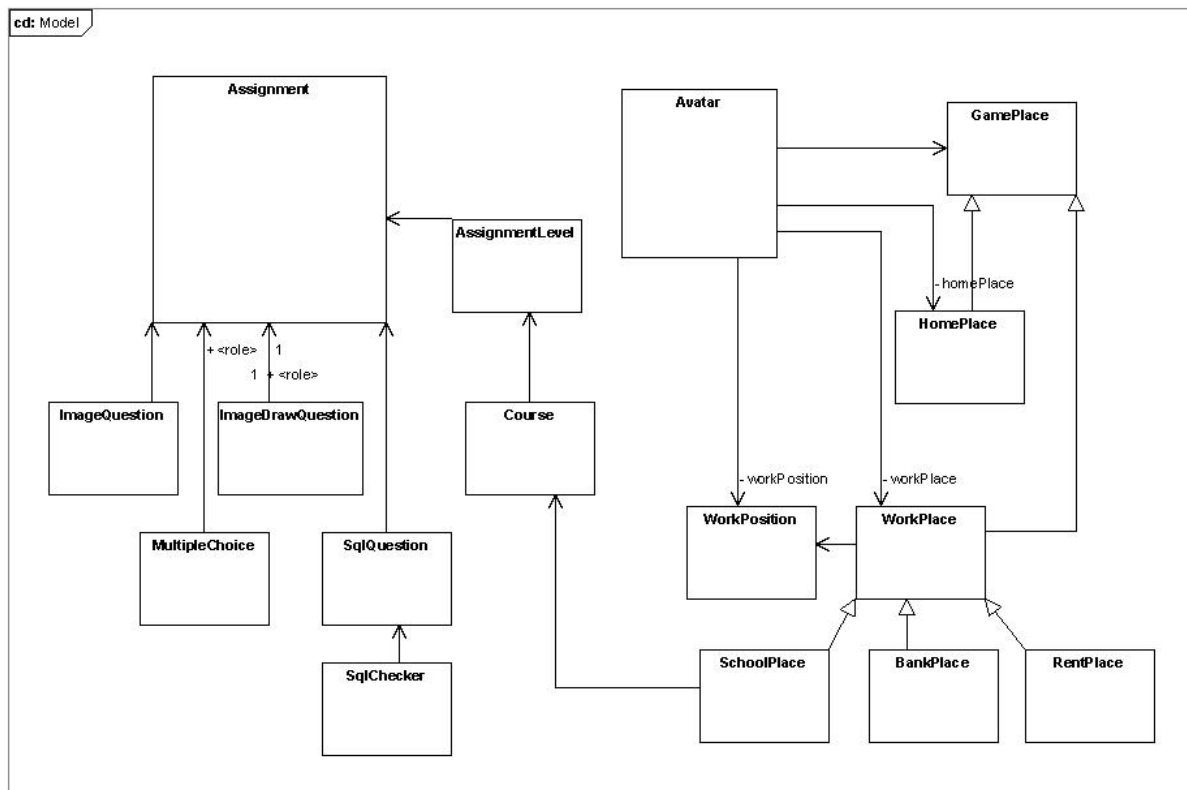 cd: Model
Assignment
Avatar
GamePlace
AssignmentLevel
- homePlace
HomePlace
+ <role>
1
1
+ <role>
ImageQuestion
ImageDrawQuestion
Course
- workPosition
- workPlace
WorkPosition
WorkPlace
MultipleChoice
SqlQuestion
SchoolPlace
BankPlace
RentPlace
SqlChecker